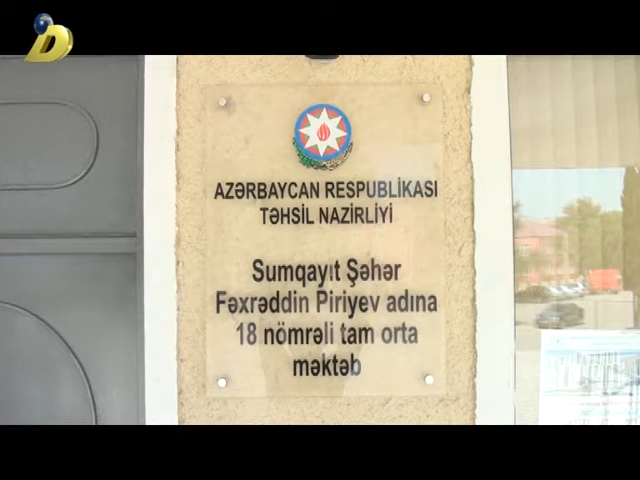 D
AZƏRBAYCAN RESPUBLİKASI
TƏHSİL NAZİRLİYİ
Sumqayıt Şəhər
Fəxrəddin Piriyev adına
18 nömrəli tam orta
məktəb